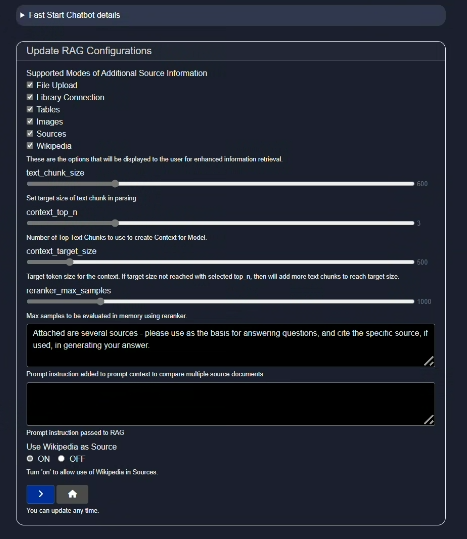 Fast Start Chatbot details
Update RAG Configurations
Supported Modes of Additional Source Information
File Upload
Library Connection
Tables
Images
Sources
Wikipedia
These are the options that will be displayed to the user for enhanced information retrieval.
text_chunk_size
600
Set target size of text chunk in parsing
context_top_n
3
Number of Top Text Chunks to use to create Context for Model.
context_target_size
500
Target token size for the context. If target size not reached with selected top_n, then will add more text chunks to reach target size.
reranker_max_samples
1000
Max samples to be evaluated in memory using reranker.
Attached are several sources - please use as the basis for answering questions, and cite the specific source, if
used, in generating your answer.
Prompt instruction added to prompt context to compare multiple source documents
Prompt instruction passed to RAG
Use Wikipedia as Source
ON OFF
Turn 'on' to allow use of Wikipedia in Sources.
You can update any time.